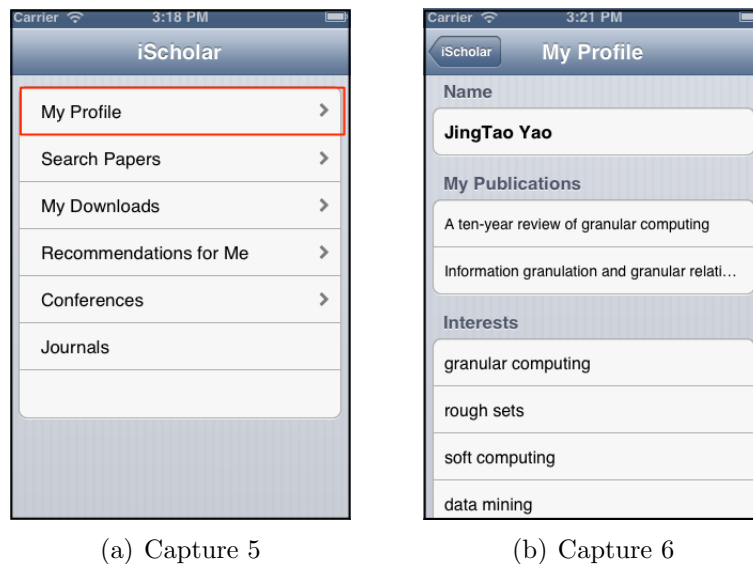 Carrier 3:18 PM
iScholar
My Profile
Search Papers
My Downloads
Recommendations for Me
Conferences
Journals
(a) Capture 5
Carrier 3:21 PM
iScholar My Profile
Name
JingTao Yao
My Publications
A ten-year review of granular computing
Information granulation and granular relati...
Interests
granular computing
rough sets
soft computing
data mining
(b) Capture 6